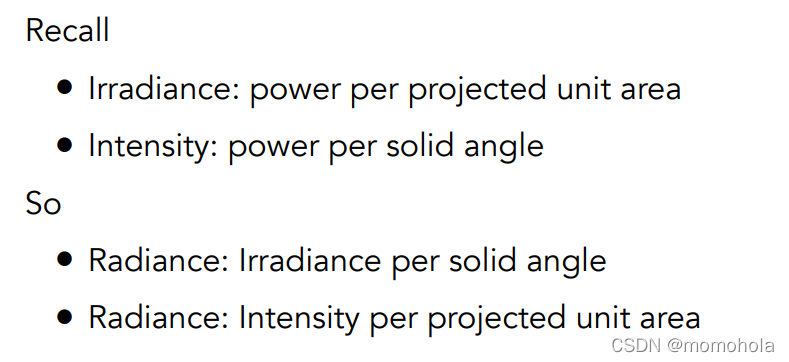 Recall
• Irradiance: power per projected unit area
• Intensity: power per solid angle
So
• Radiance: Irradiance per solid angle
• Radiance: Intensity per projected unit area
CSDN @momohola